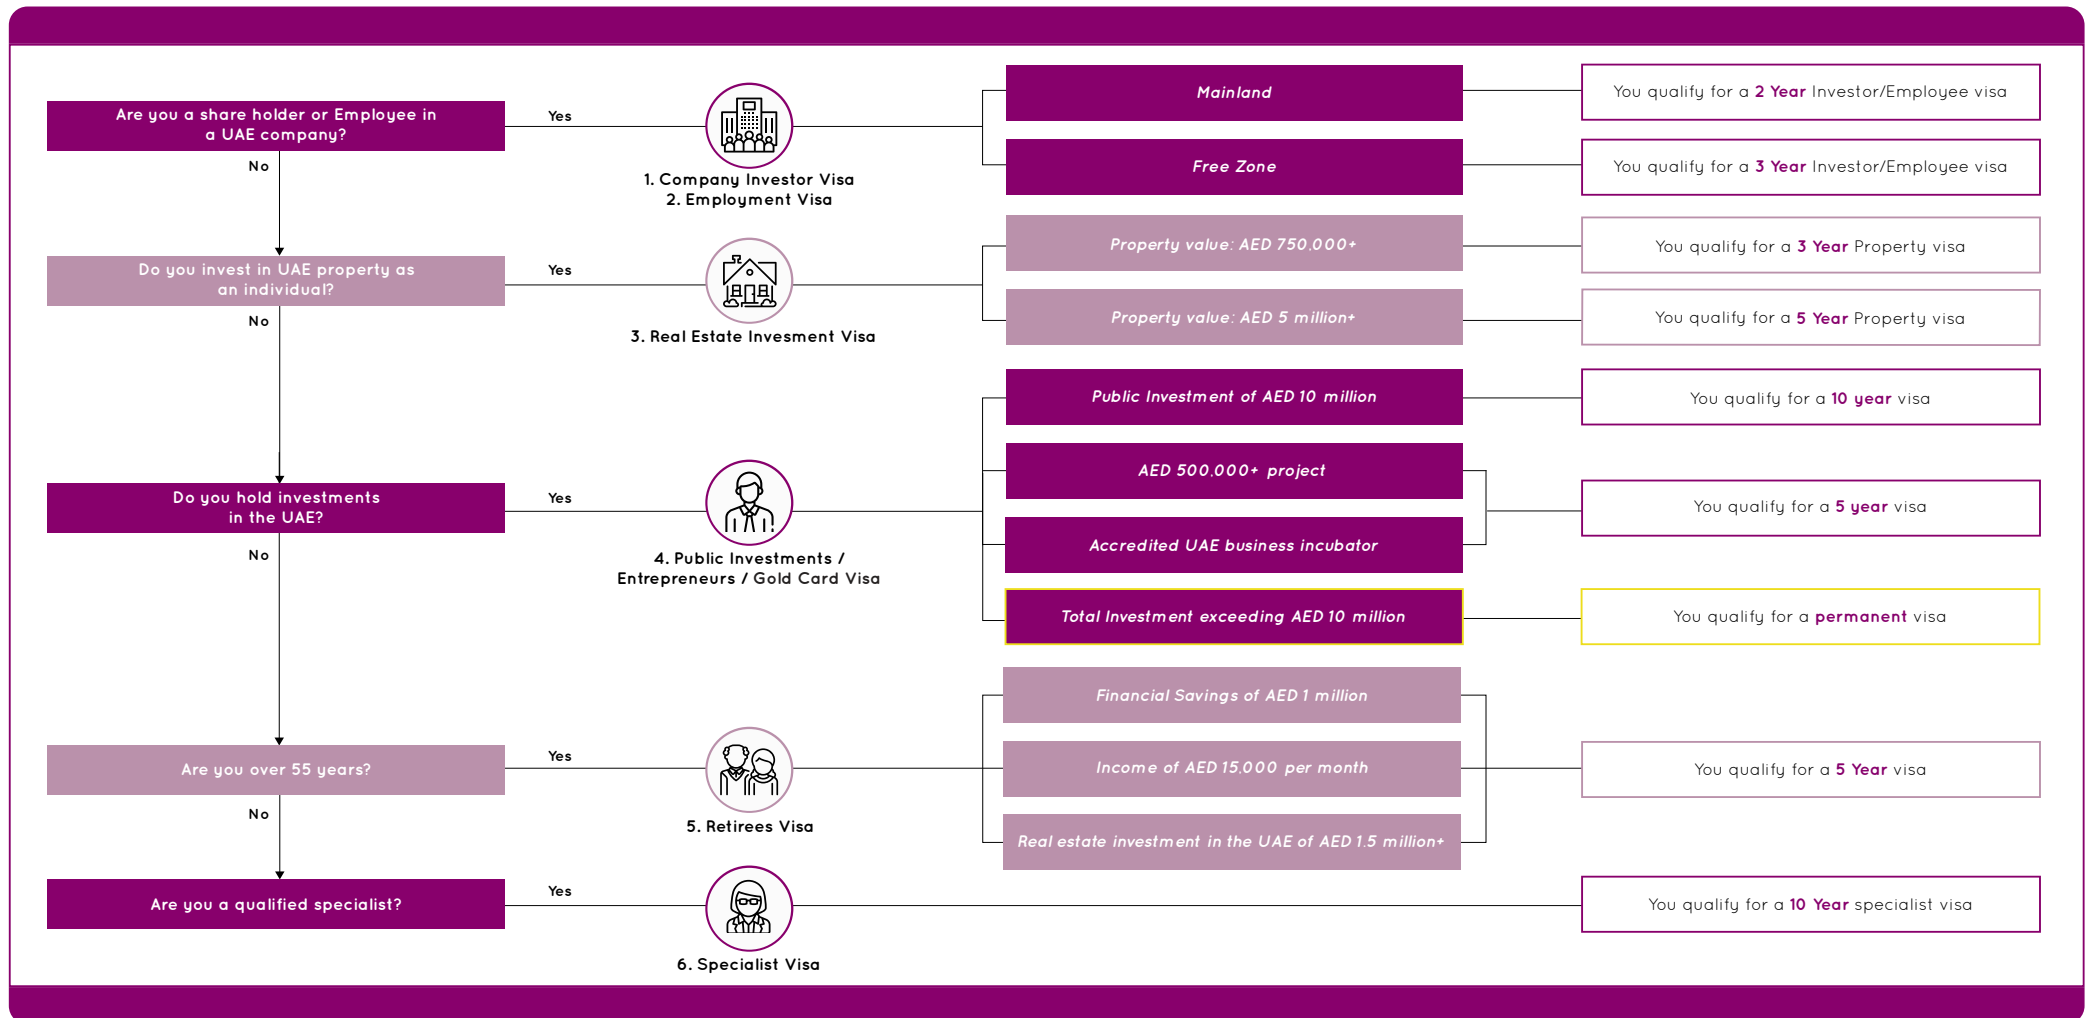 Are you a share holder or Employee in
a UAE company?
Yes
No
1. Company Investor Visa
2. Employment Visa
Mainland
You qualify for a 2 Year Investor/Employee visa
Free Zone
You qualify for a 3 Year Investor/Employee visa
Do you invest in UAE property as
an individual?
Yes
No
3. Real Estate Invesment Visa
Property value: AED 750,000+
You qualify for a 3 Year Property visa
Property value: AED 5 million+
You qualify for a 5 Year Property visa
Do you hold investments
in the UAE?
Yes
No
4. Public Investments /
Entrepreneurs / Gold Card Visa
Public Investment of AED 10 million
You qualify for a 10 year visa
AED 500,000+ project
Accredited UAE business incubator
You qualify for a 5 year visa
Total Investment exceeding AED 10 million
You qualify for a permanent visa
Are you over 55 years?
Yes
No
5. Retirees Visa
Financial Savings of AED 1 million
Income of AED 15,000 per month
Real estate investment in the UAE of AED 1.5 million+
You qualify for a 5 Year visa
Are you a qualified specialist?
Yes
6. Specialist Visa
You qualify for a 10 Year specialist visa